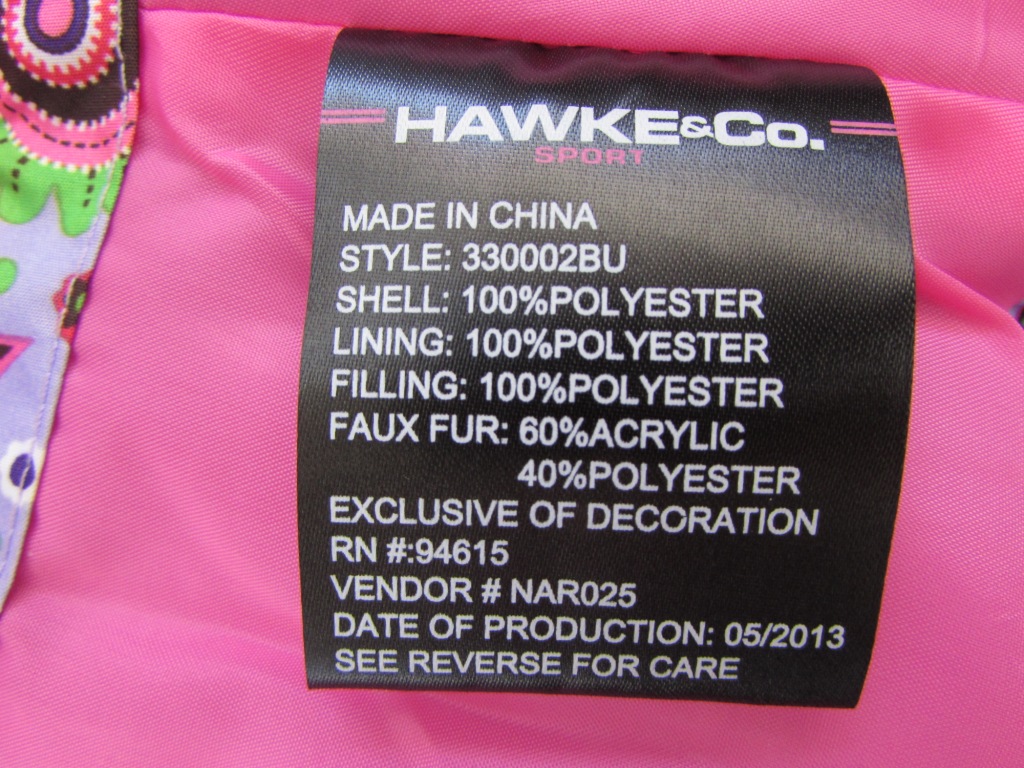 HAWKE&Co.
SPORT
MADE IN CHINA
STYLE: 330002BU
SHELL: 100%POLYESTER
LINING: 100%POLYESTER
FILLING: 100%POLYESTER
FAUX FUR: 60%ACRYLIC
40%POLYESTER
EXCLUSIVE OF DECORATION
RN #:94615
VENDOR # NAR025
DATE OF PRODUCTION: 05/2013
SEE REVERSE FOR CARE